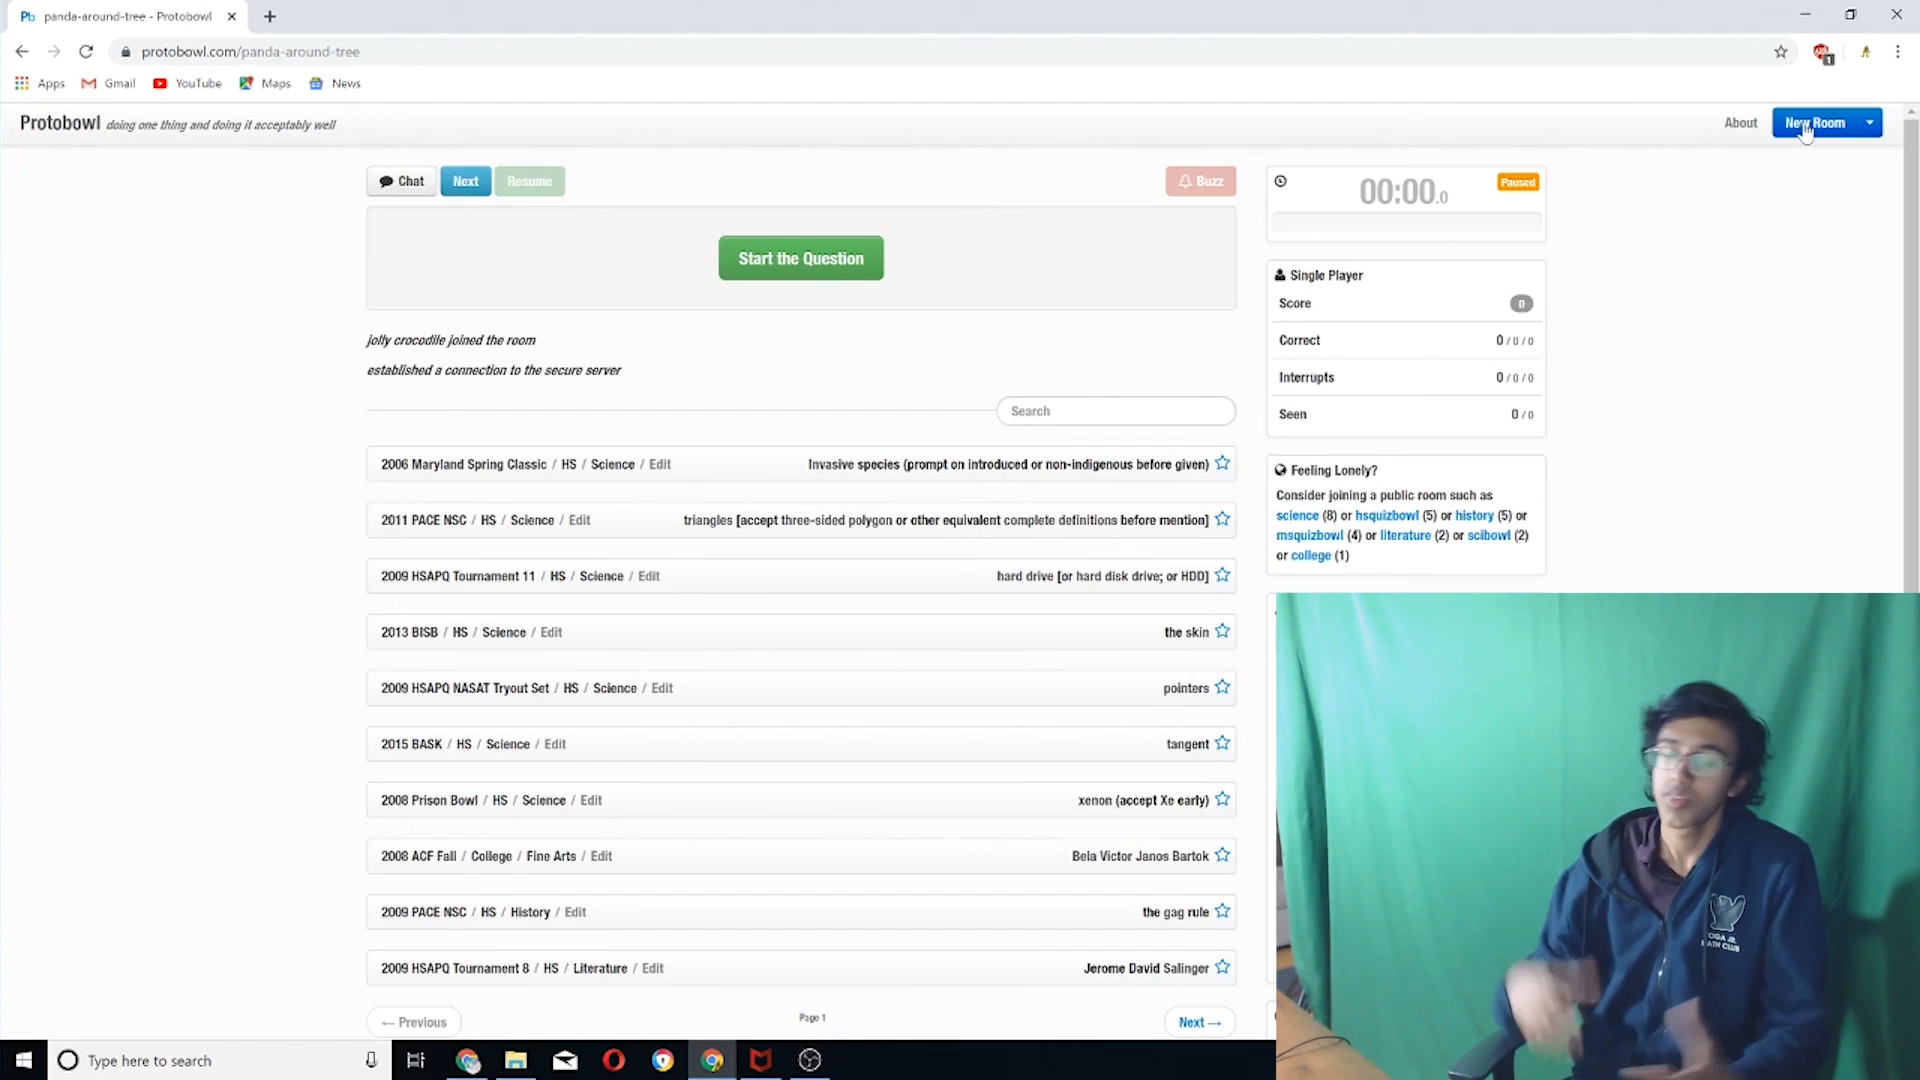 panda-around-tree - Protobowl
protobowl.com/panda-around-tree
Apps Gmail YouTube Maps News
Protobowl doing one thing and doing it acceptably well
About New Room
Chat Next Resume Buzz
00:00.0 Paused
Start the Question
Single Player
Score 0
Correct 0 / 0 / 0
Interrupts 0 / 0 / 0
Seen 0 / 0
jolly crocodile joined the room
established a connection to the secure server
Search
Feeling Lonely?
Consider joining a public room such as
science (8) or hsquizbowl (5) or history (5) or
msquizbowl (4) or literature (2) or scibowl (2)
or college (1)
2006 Maryland Spring Classic / HS / Science / Edit Invasive species (prompt on introduced or non-indigenous before given)
2011 PACE NSC / HS / Science / Edit triangles [accept three-sided polygon or other equivalent complete definitions before mention]
2009 HSAPQ Tournament 11 / HS / Science / Edit hard drive [or hard disk drive; or HDD]
2013 BISB / HS / Science / Edit the skin
2009 HSAPQ NASAT Tryout Set / HS / Science / Edit pointers
2015 BASK / HS / Science / Edit tangent
2008 Prison Bowl / HS / Science / Edit xenon (accept Xe early)
2008 ACF Fall / College / Fine Arts / Edit Bela Victor Janos Bartok
2009 PACE NSC / HS / History / Edit the gag rule
2009 HSAPQ Tournament 8 / HS / Literature / Edit Jerome David Salinger
← Previous Page 1 Next →
Type here to search